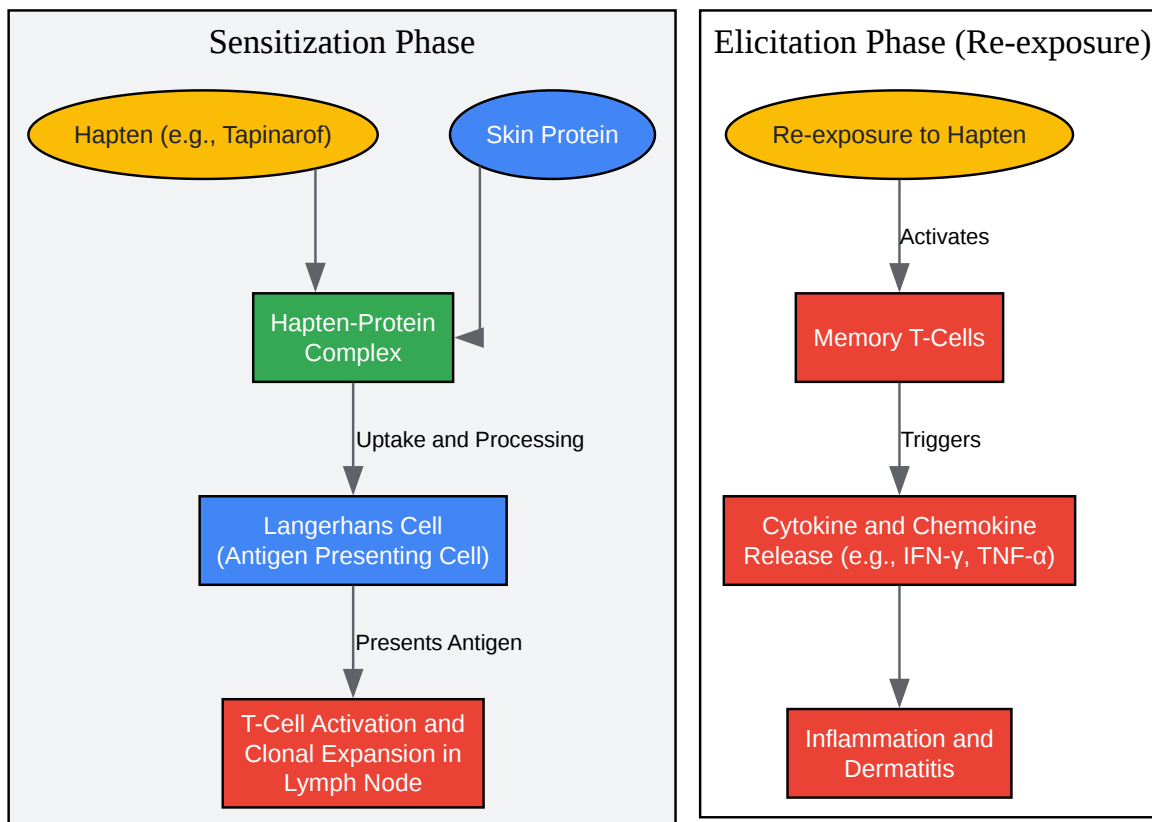 Sensitization Phase
Hapten (e.g., Tapinarof)
Skin Protein
Hapten-Protein
Complex
Uptake and Processing
Langerhans Cell
(Antigen Presenting Cell)
Presents Antigen
T-Cell Activation and
Clonal Expansion in
Lymph Node
Elicitation Phase (Re-exposure)
Re-exposure to Hapten
Activates
Memory T-Cells
Triggers
Cytokine and Chemokine
Release (e.g., IFN-γ, TNF-α)
Inflammation and
Dermatitis